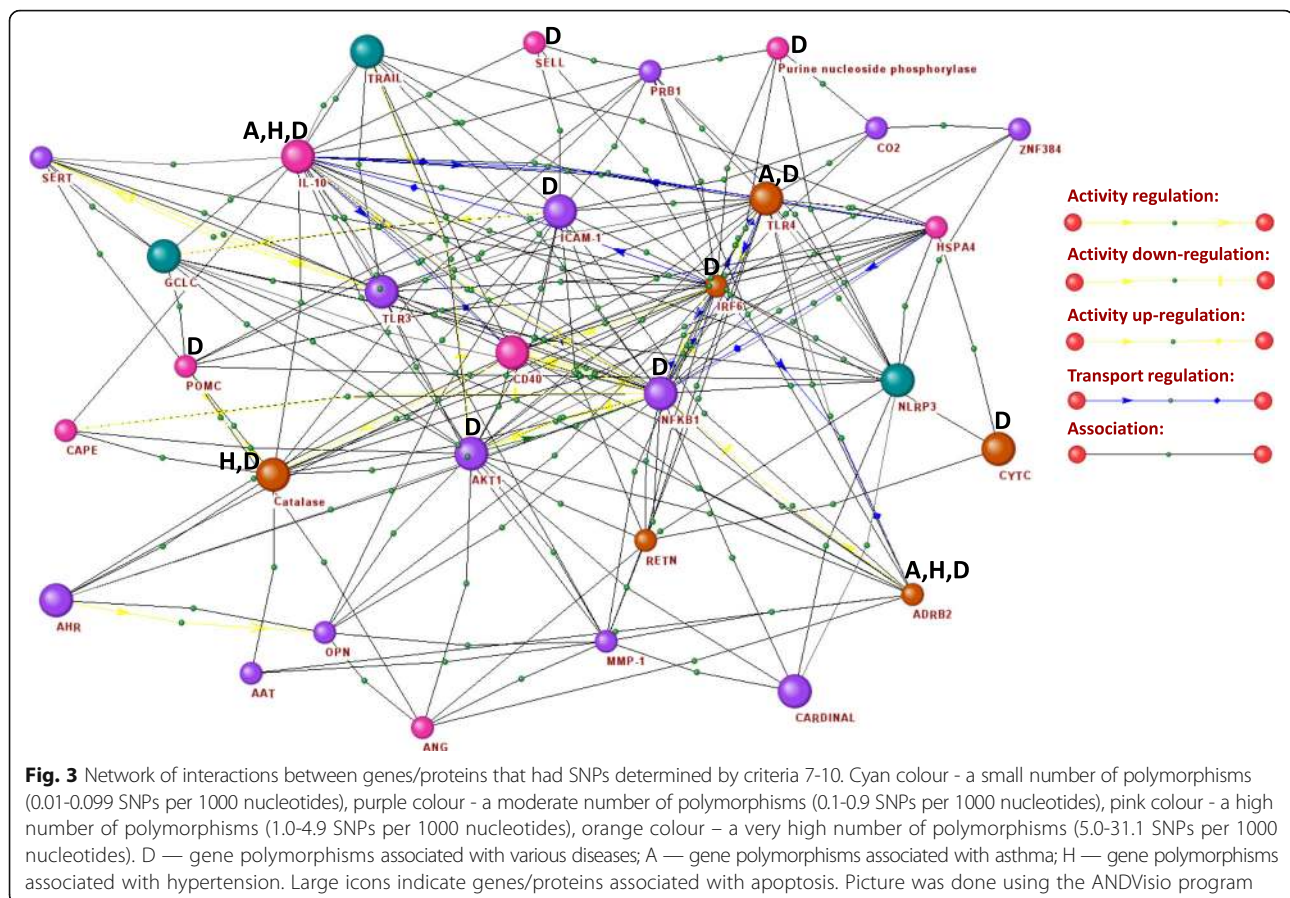 D
SELL
D
Purine nucleoside phosphorylase
TRAIL
PRB1
A,H,D
IL-10
CO2
ZNF384
SERT
D
ICAM-1
A,D
TLR4
HSPA4
GCLC
TLR3
D
IRF6
D
POMC
CD40
D
NFKB1
NLRP3
CAPE
H,D
Catalase
D
AKT1
D
CYTC
RETN
A,H,D
ADRB2
AHR
OPN
AAT
MMP-1
CARDINAL
ANG
Activity regulation:
Activity down-regulation:
Activity up-regulation:
Transport regulation:
Association:
Fig. 3 Network of interactions between genes/proteins that had SNPs determined by criteria 7-10. Cyan colour - a small number of polymorphisms
(0.01-0.099 SNPs per 1000 nucleotides), purple colour - a moderate number of polymorphisms (0.1-0.9 SNPs per 1000 nucleotides), pink colour - a high
number of polymorphisms (1.0-4.9 SNPs per 1000 nucleotides), orange colour – a very high number of polymorphisms (5.0-31.1 SNPs per 1000
nucleotides). D — gene polymorphisms associated with various diseases; A — gene polymorphisms associated with asthma; H — gene polymorphisms
associated with hypertension. Large icons indicate genes/proteins associated with apoptosis. Picture was done using the ANDVisio program